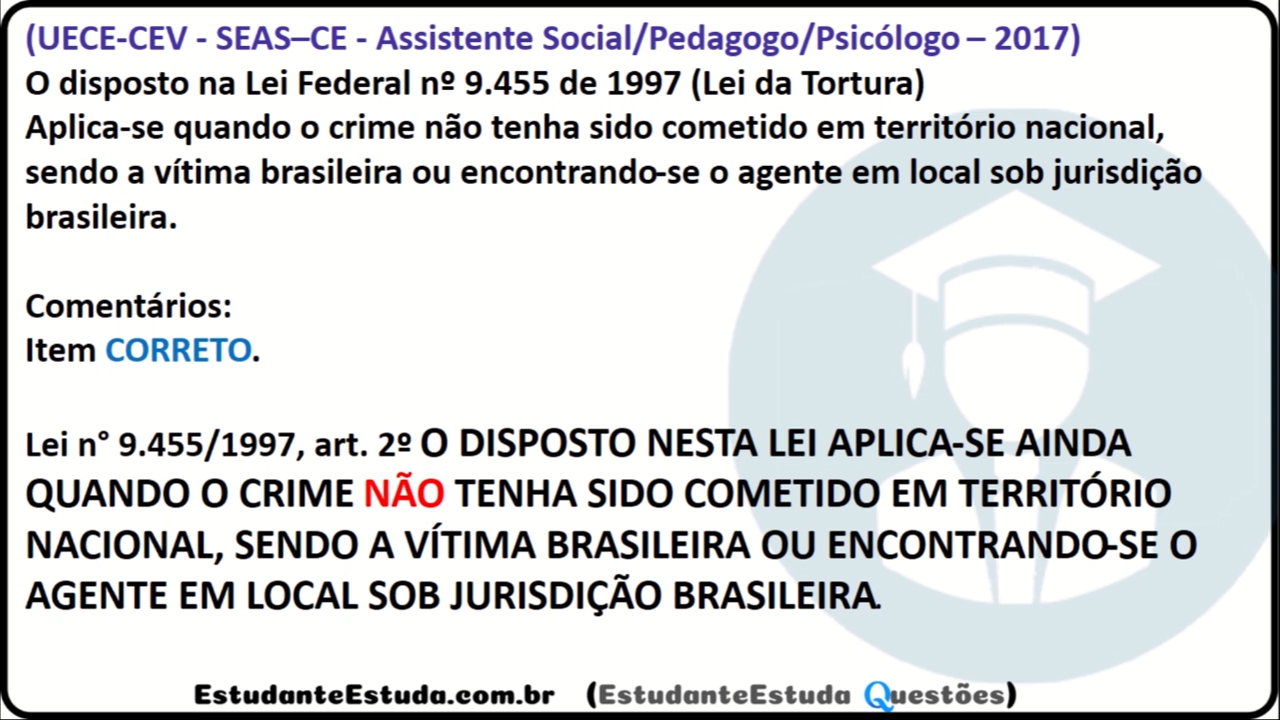 (UECE-CEV - SEAS–CE - Assistente Social/Pedagogo/Psicólogo – 2017)
O disposto na Lei Federal nº 9.455 de 1997 (Lei da Tortura)
Aplica-se quando o crime não tenha sido cometido em território nacional,
sendo a vítima brasileira ou encontrando-se o agente em local sob jurisdição
brasileira.
Comentários:
Item CORRETO.
Lei n° 9.455/1997, art. 2º O DISPOSTO NESTA LEI APLICA-SE AINDA
QUANDO O CRIME NÃO TENHA SIDO COMETIDO EM TERRITÓRIO
NACIONAL, SENDO A VÍTIMA BRASILEIRA OU ENCONTRANDO-SE O
AGENTE EM LOCAL SOB JURISDIÇÃO BRASILEIRA.
EstudanteEstuda.com.br (EstudanteEstuda Questões)